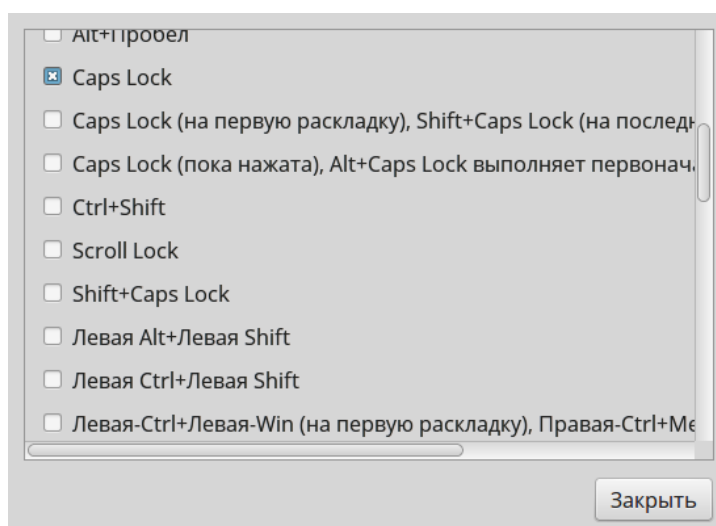 Alt+Пробел
Caps Lock
Caps Lock (на первую раскладку), Shift+Caps Lock (на последн
Caps Lock (пока нажата), Alt+Caps Lock выполняет первонач
Ctrl+Shift
Scroll Lock
Shift+Caps Lock
Левая Alt+Левая Shift
Левая Ctrl+Левая Shift
Левая-Ctrl+Левая-Win (на первую раскладку), Правая-Ctrl+Me
Закрыть